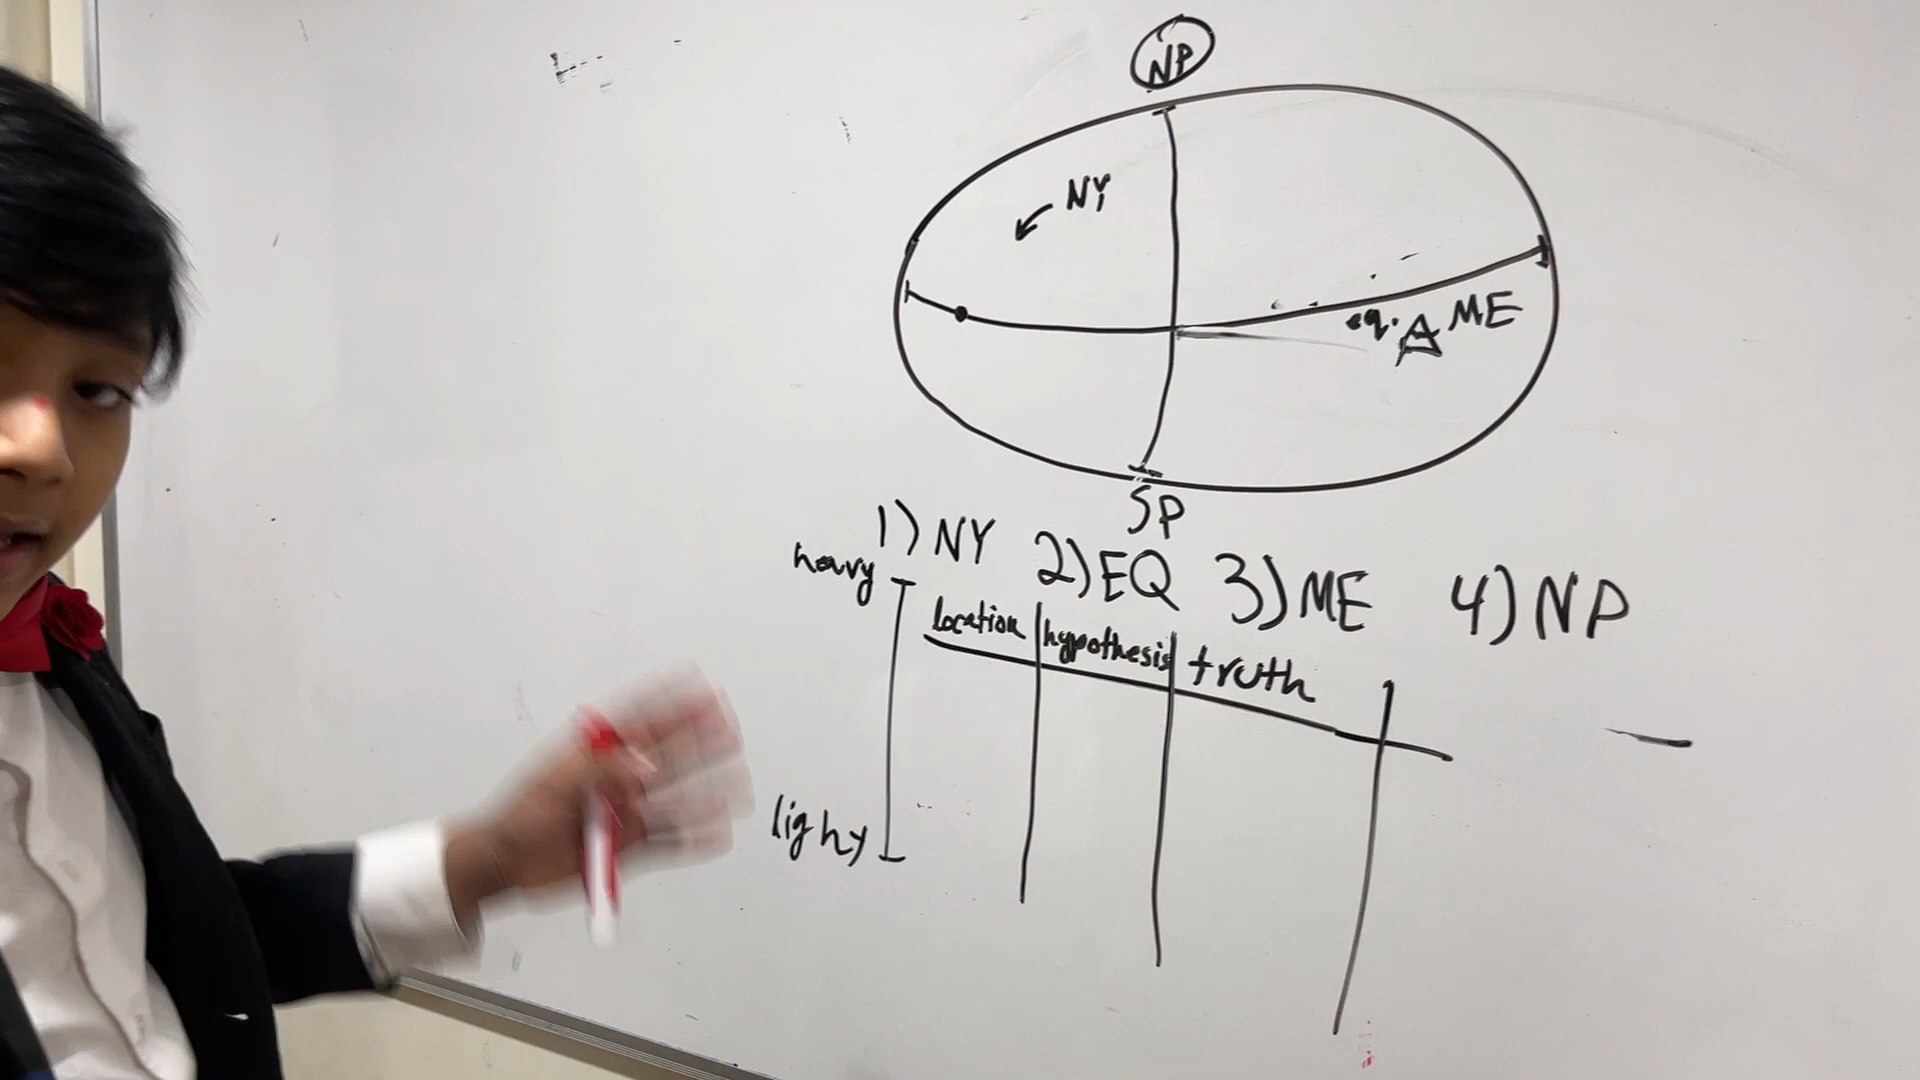 NP
NY
eq. ME
SP
1) NY 2) EQ 3) ME 4) NP
heavy
location hypothesis truth
lighy